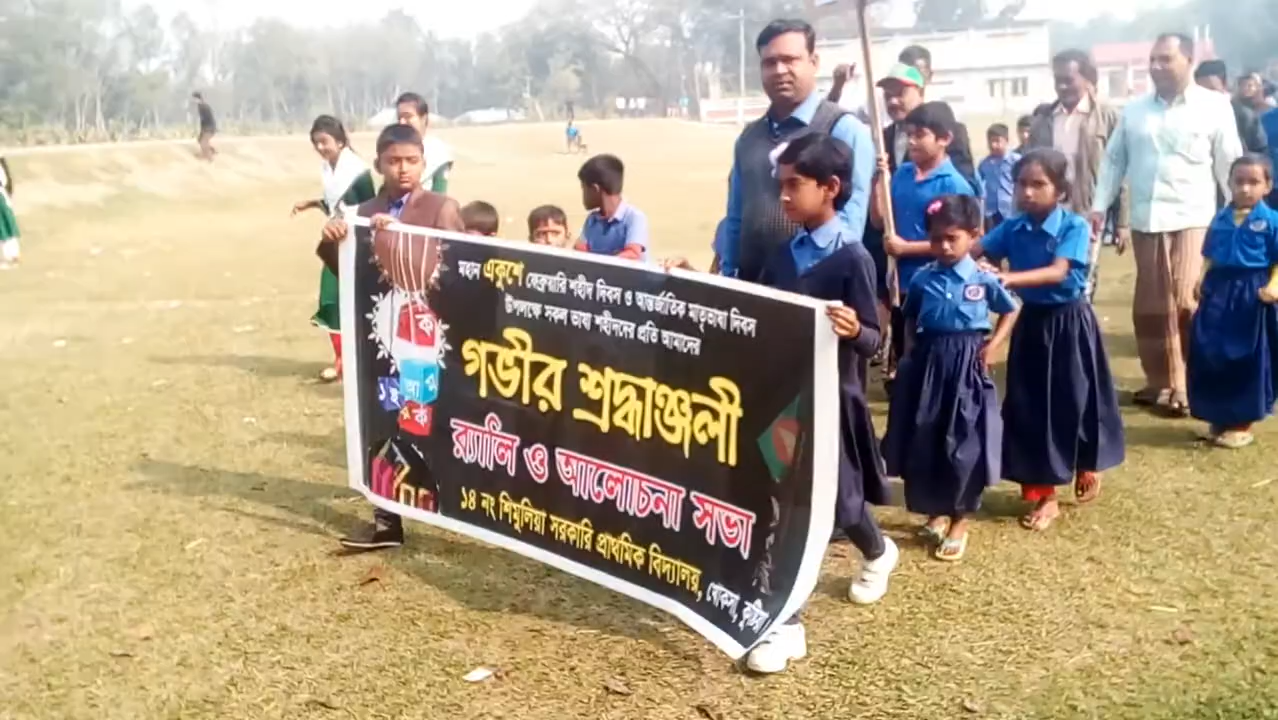 মহান একুশে ফেব্রুয়ারি শহীদ দিবস ও আন্তর্জাতিক মাতৃভাষা দিবস
উপলক্ষে সকল ভাষা শহীদদের প্রতি আমাদের
গভীর শ্রদ্ধাঞ্জলী
র‍্যালি ও আলোচনা সভা
১৪ নং শিমুলিয়া সরকারি প্রাথমিক বিদ্যালয়, খোকসা, কুষ্টিয়া
ক
আ
ক